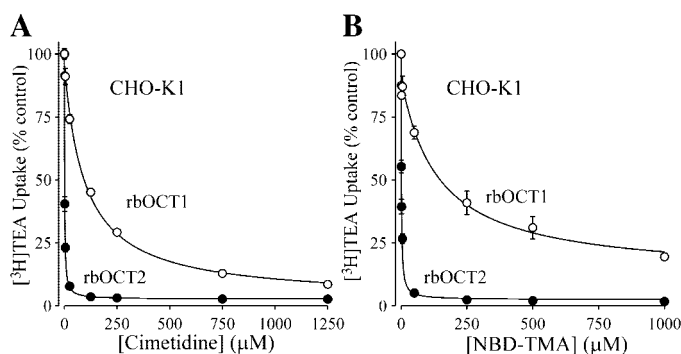 A
[³H]TEA Uptake (% control)
100
75
50
25
0
CHO-K1
rbOCT1
rbOCT2
0 250 500 750 1000 1250
[Cimetidine] (µM)
B
[³H]TEA Uptake (% control)
100
75
50
25
0
CHO-K1
rbOCT1
rbOCT2
0 250 500 750 1000
[NBD-TMA] (µM)